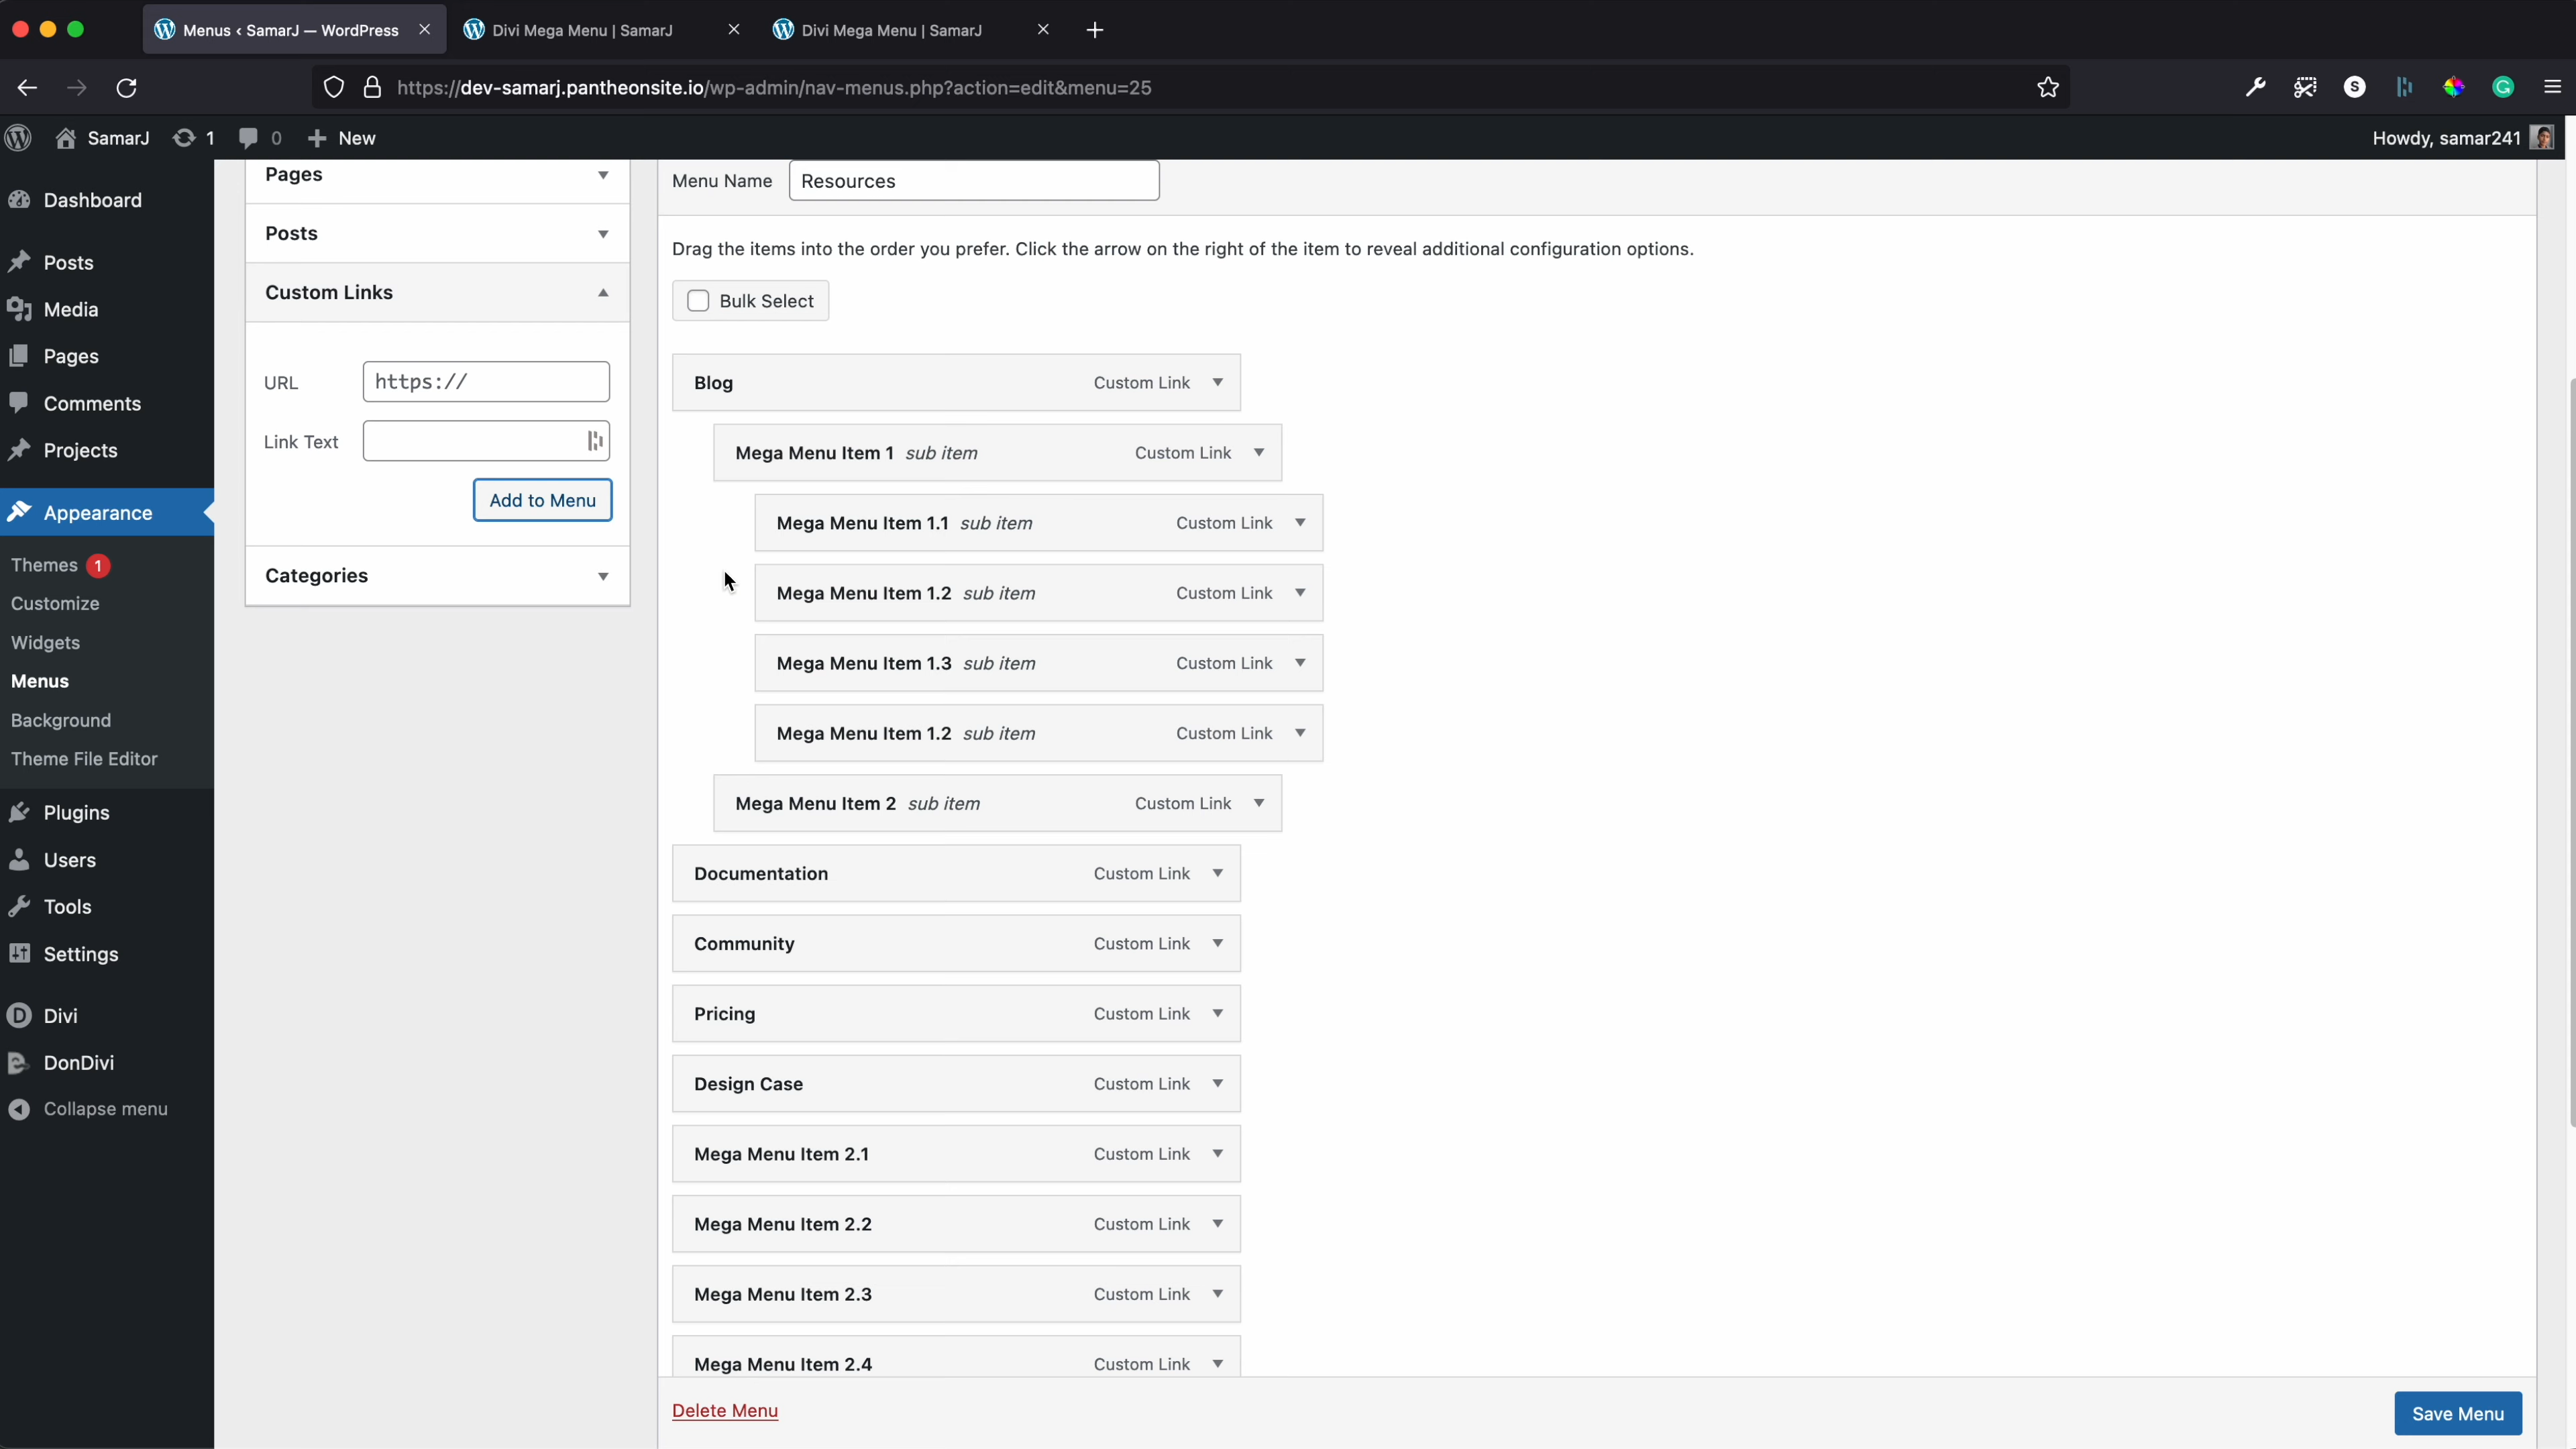 Menus ‹ SamarJ — WordPress
Divi Mega Menu | SamarJ
Divi Mega Menu | SamarJ
https://dev-samarj.pantheonsite.io/wp-admin/nav-menus.php?action=edit&menu=25
SamarJ 1 0 New
Howdy, samar241
Dashboard
Posts
Media
Pages
Comments
Projects
Appearance
Themes 1
Customize
Widgets
Menus
Background
Theme File Editor
Plugins
Users
Tools
Settings
Divi
DonDivi
Collapse menu
Pages
Posts
Custom Links
URL https://
Link Text
Add to Menu
Categories
Menu Name Resources
Drag the items into the order you prefer. Click the arrow on the right of the item to reveal additional configuration options.
Bulk Select
Blog Custom Link
Mega Menu Item 1 sub item Custom Link
Mega Menu Item 1.1 sub item Custom Link
Mega Menu Item 1.2 sub item Custom Link
Mega Menu Item 1.3 sub item Custom Link
Mega Menu Item 1.2 sub item Custom Link
Mega Menu Item 2 sub item Custom Link
Documentation Custom Link
Community Custom Link
Pricing Custom Link
Design Case Custom Link
Mega Menu Item 2.1 Custom Link
Mega Menu Item 2.2 Custom Link
Mega Menu Item 2.3 Custom Link
Mega Menu Item 2.4 Custom Link
Delete Menu
Save Menu